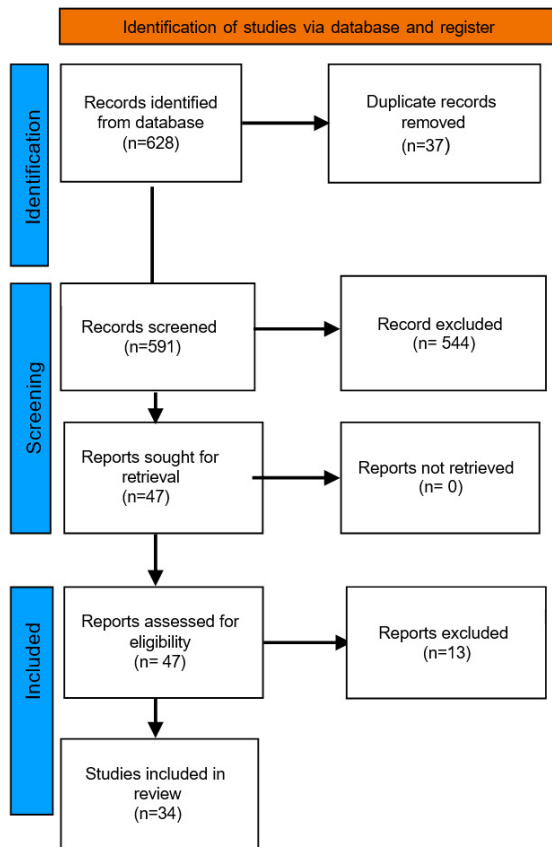 Identification of studies via database and register
Identification
Records identified
from database
(n=628)
Duplicate records
removed
(n=37)
Screening
Records screened
(n=591)
Record excluded
(n= 544)
Reports sought for
retrieval
(n=47)
Reports not retrieved
(n= 0)
Included
Reports assessed for
eligibility
(n= 47)
Reports excluded
(n=13)
Studies included in
review
(n=34)